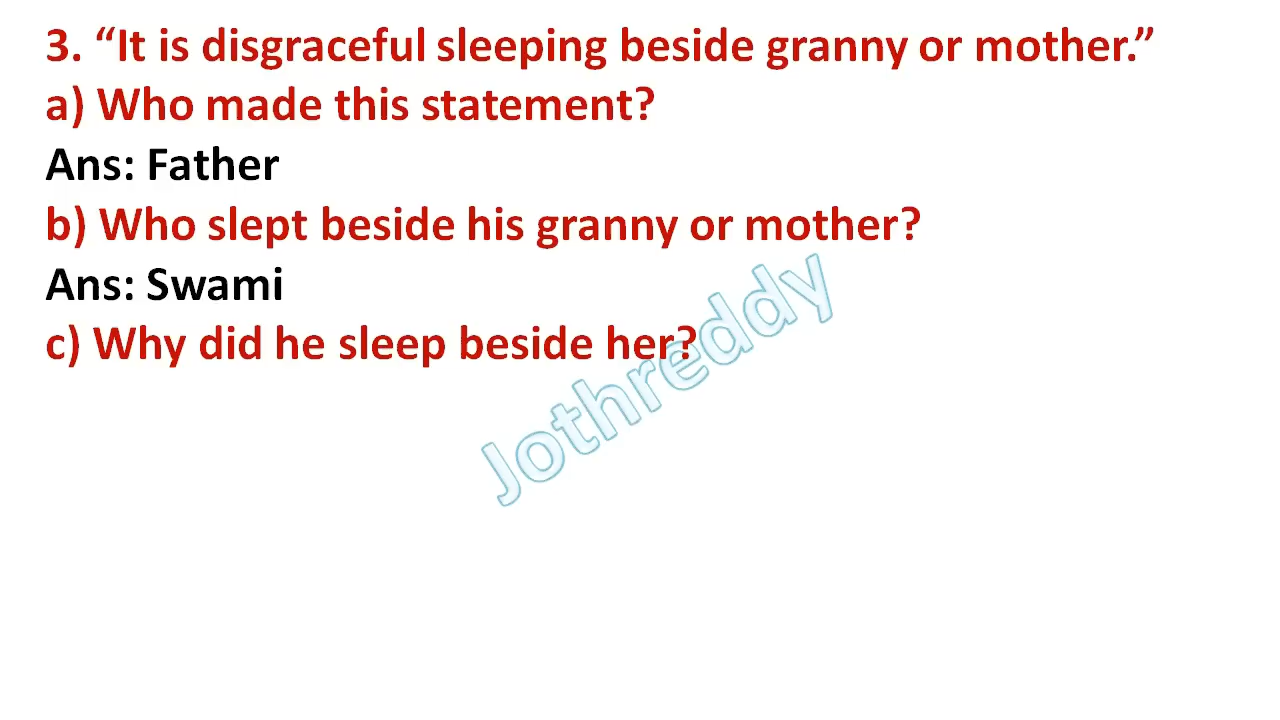 3. “It is disgraceful sleeping beside granny or mother.”
a) Who made this statement?
Ans: Father
b) Who slept beside his granny or mother?
Ans: Swami
c) Why did he sleep beside her?
Jothreddy